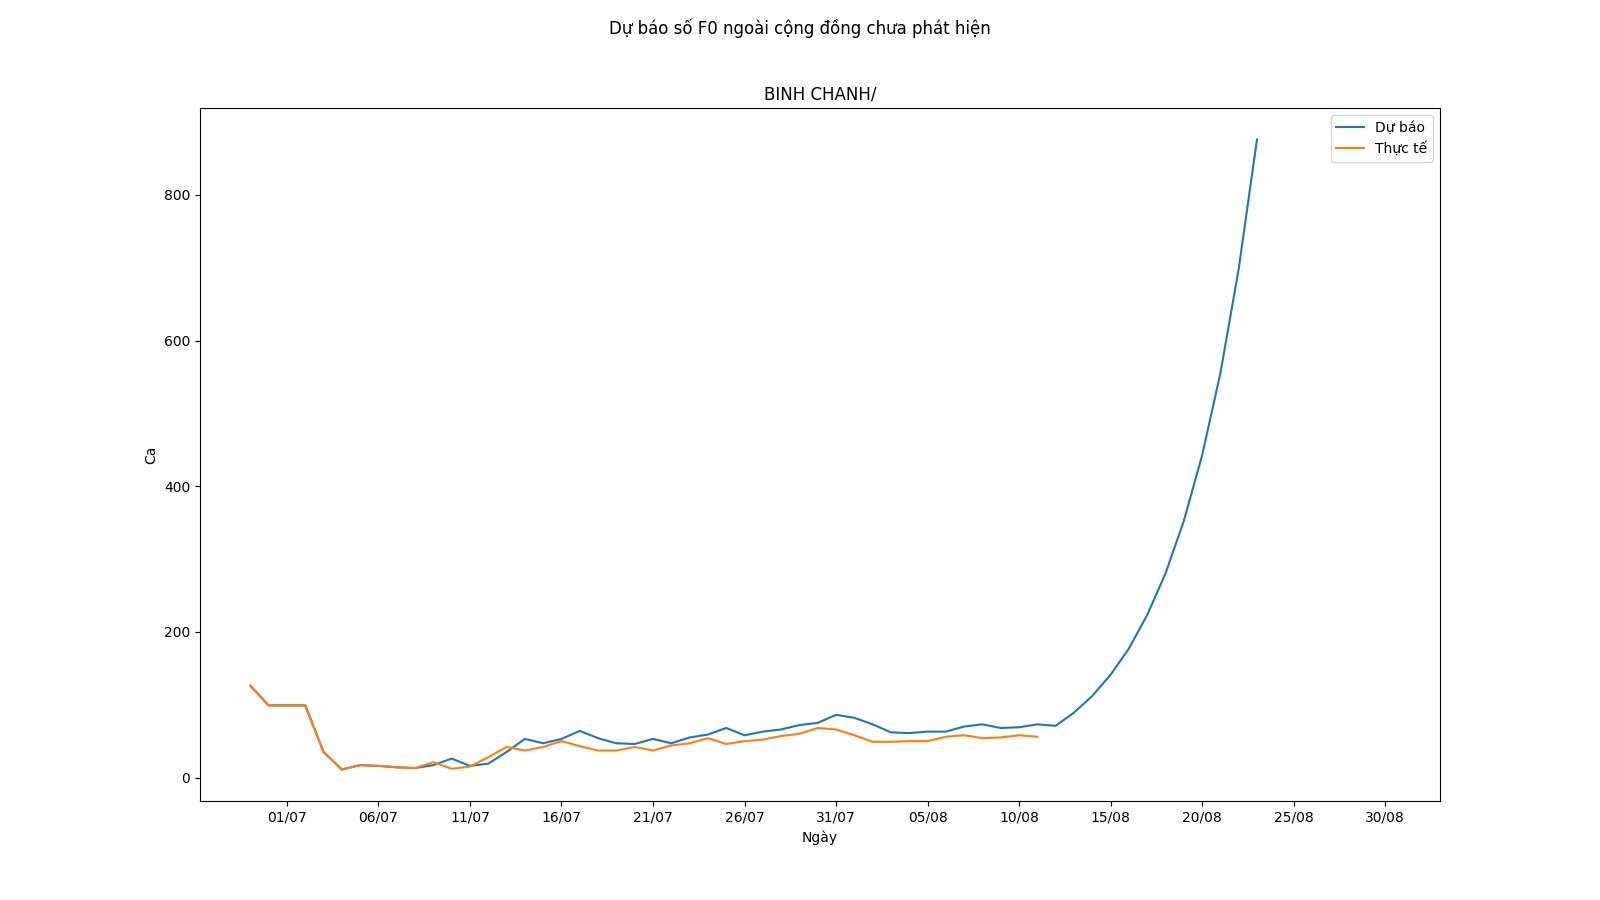 Dự báo số F0 ngoài cộng đồng chưa phát hiện
BINH CHANH/
Dự báo
Thực tế
800
600
400
200
0
Ca
01/07 06/07 11/07 16/07 21/07 26/07 31/07 05/08 10/08 15/08 20/08 25/08 30/08
Ngày